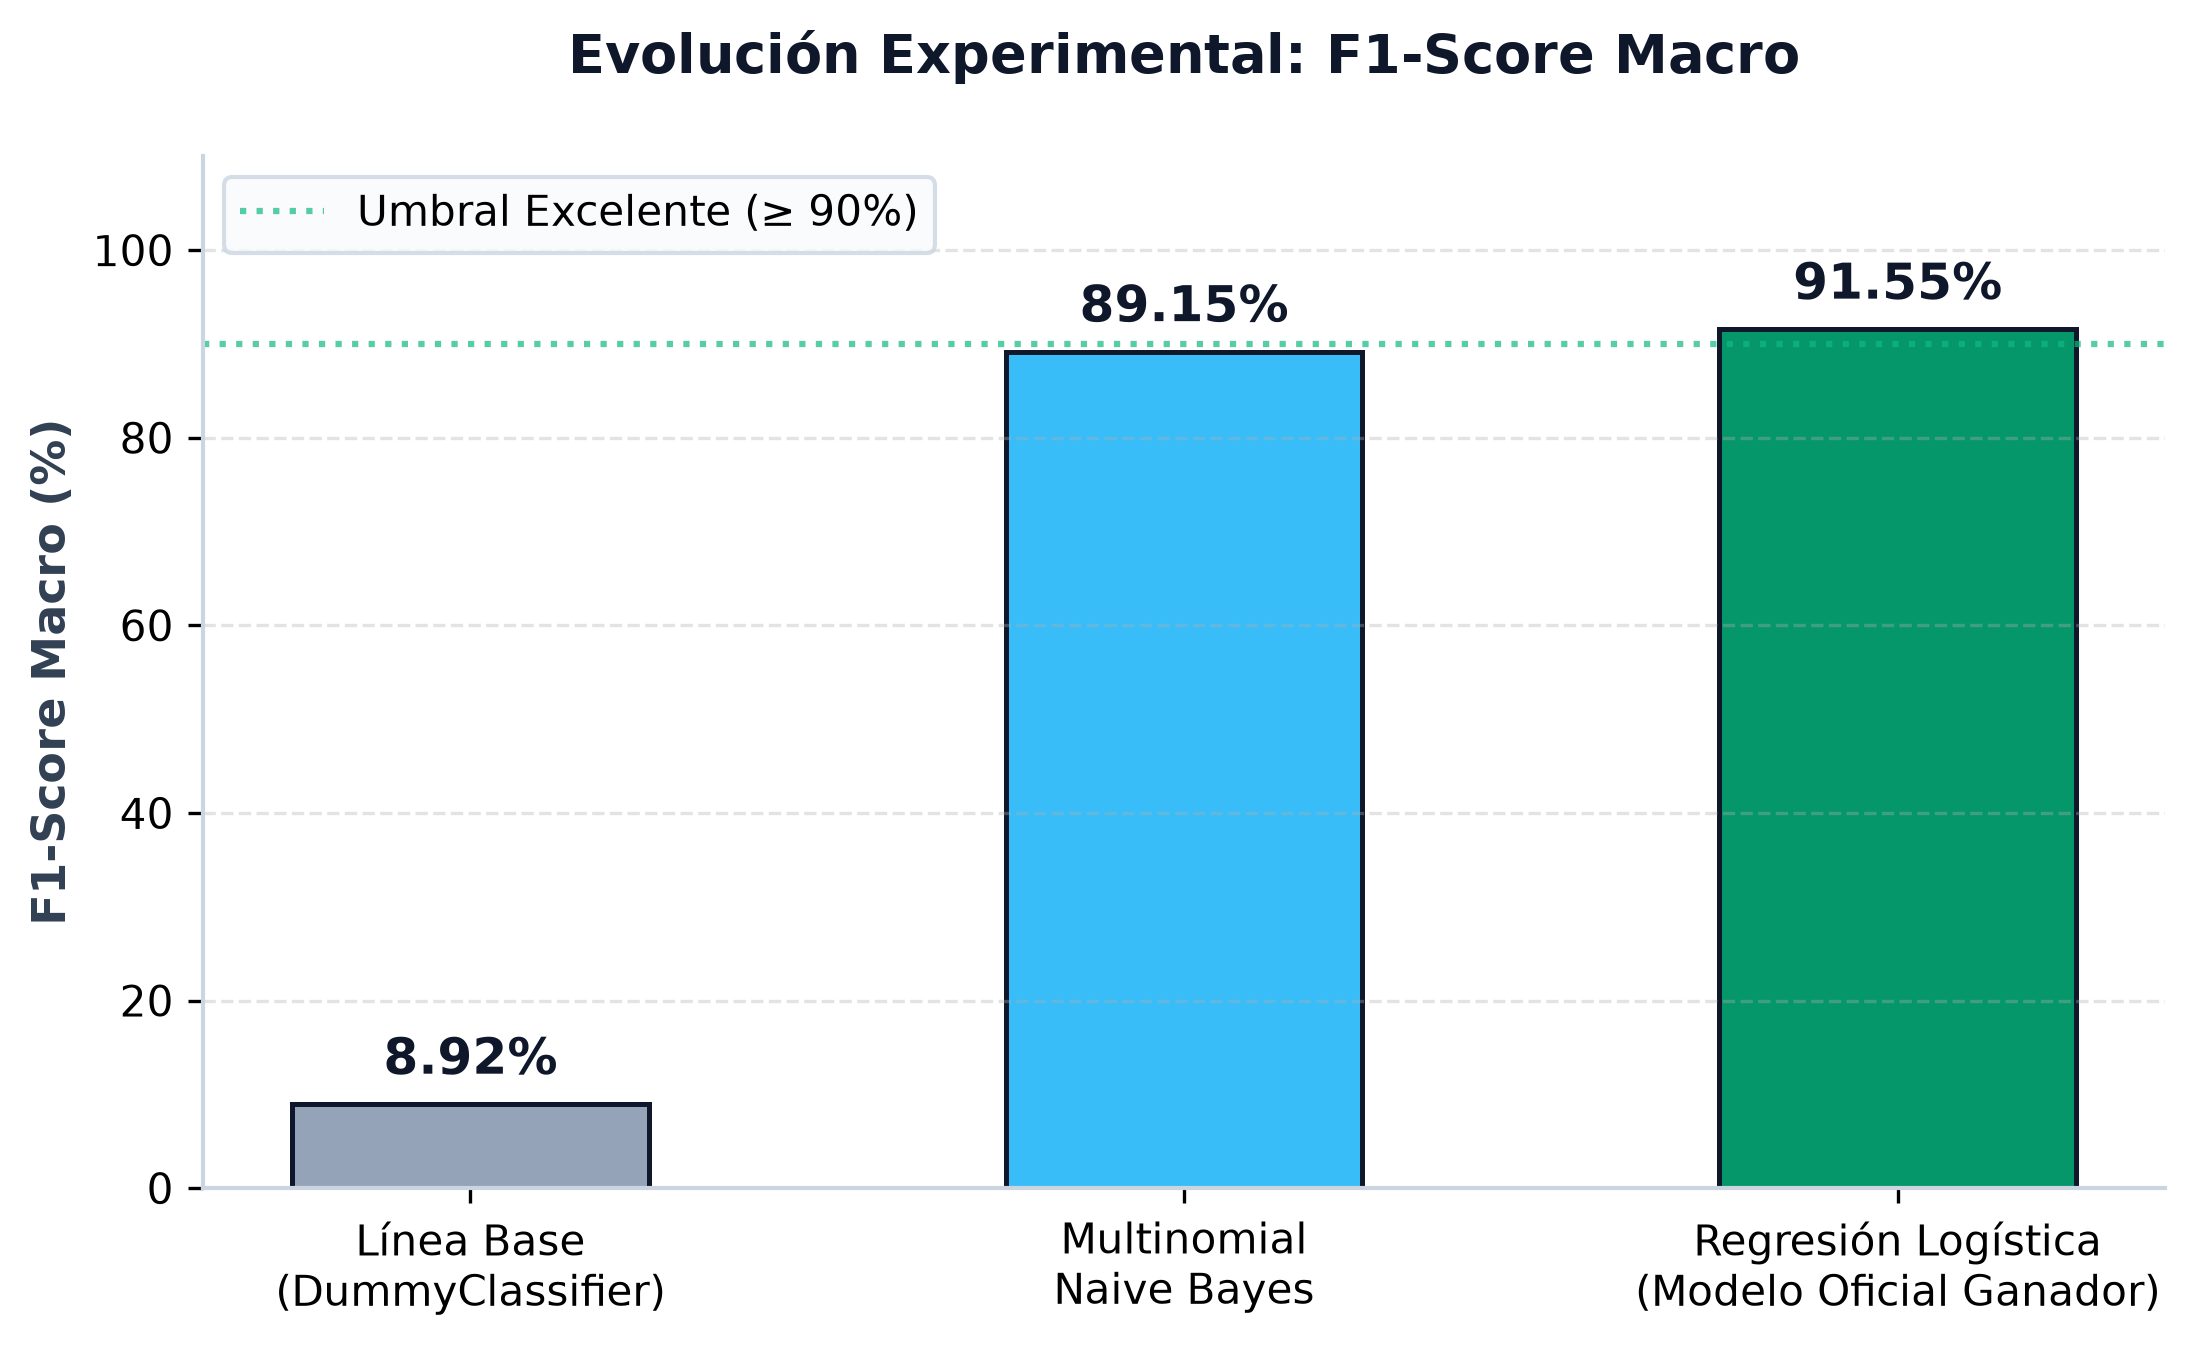 Evolución Experimental: F1-Score Macro
Umbral Excelente (≥ 90%)
F1-Score Macro (%)
100
80
60
40
20
0
8.92%
89.15%
91.55%
Línea Base
(DummyClassifier)
Multinomial
Naive Bayes
Regresión Logística
(Modelo Oficial Ganador)